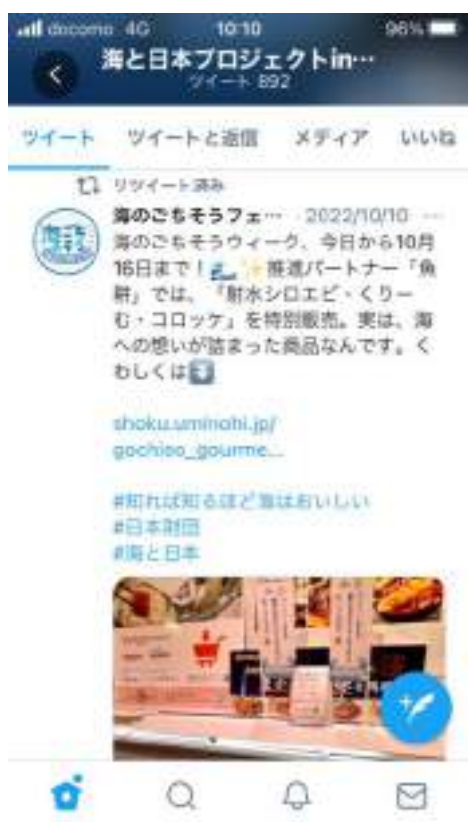 docomo 4G 10:10 96%
海と日本プロジェクトin…
ツイート 892
ツイート ツイートと返信 メディア いいね
リツイート済み
海のごちそうフェ… · 2022/10/10 …
海のごちそうウィーク、今日から10月
16日まで!🌊✨推進パートナー「魚
耕」では、「射水シロエビ・くりー
む・コロッケ」を特別販売。実は、海
への想いが詰まった商品なんです。く
わしくは⬇️
shoku.uminohi.jp/
gochiso_gourme...
#知れば知るほど海はおいしい
#日本財団
#海と日本